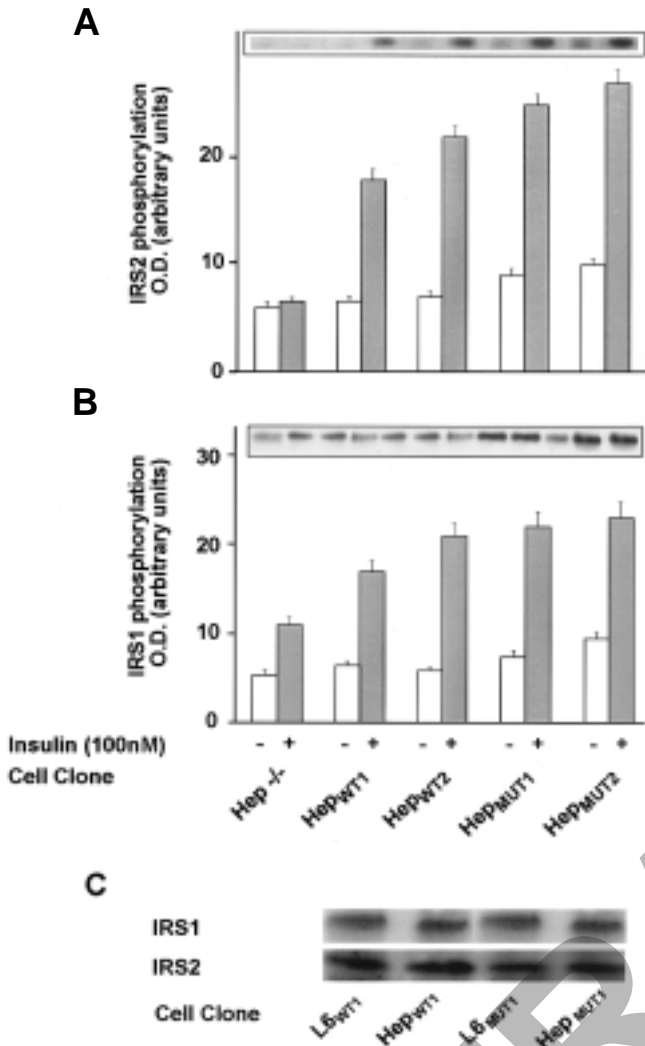 A
IRS2 phosphorylation
O.D. (arbitrary units)
20
10
0
B
IRS1 phosphorylation
O.D. (arbitrary units)
30
20
10
0
Insulin (100nM) - + - + - + - + - +
Cell Clone Hep -/- HepWT1 HepWT2 HepMUT1 HepMUT2
C
IRS1
IRS2
Cell Clone L6WT1 HepWT1 L6MUT1 HepMUT1